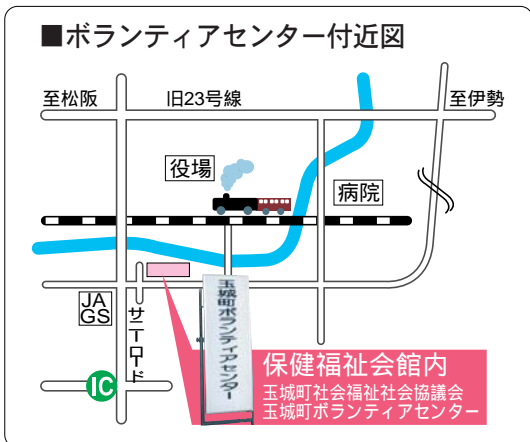 ■ボランティアセンター付近図
至松阪
旧23号線
至伊勢
役場
病院
JA
GS
サニーロード
IC
玉城町ボランティアセンター
保健福祉会館内
玉城町社会福祉社会協議会
玉城町ボランティアセンター